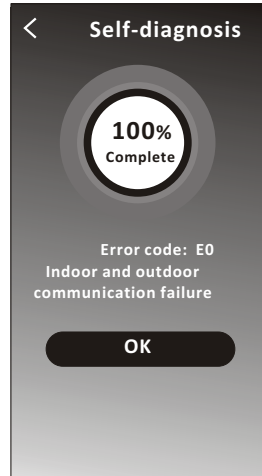 Self-diagnosis
100%
Complete
Error code: E0
Indoor and outdoor
communication failure
OK